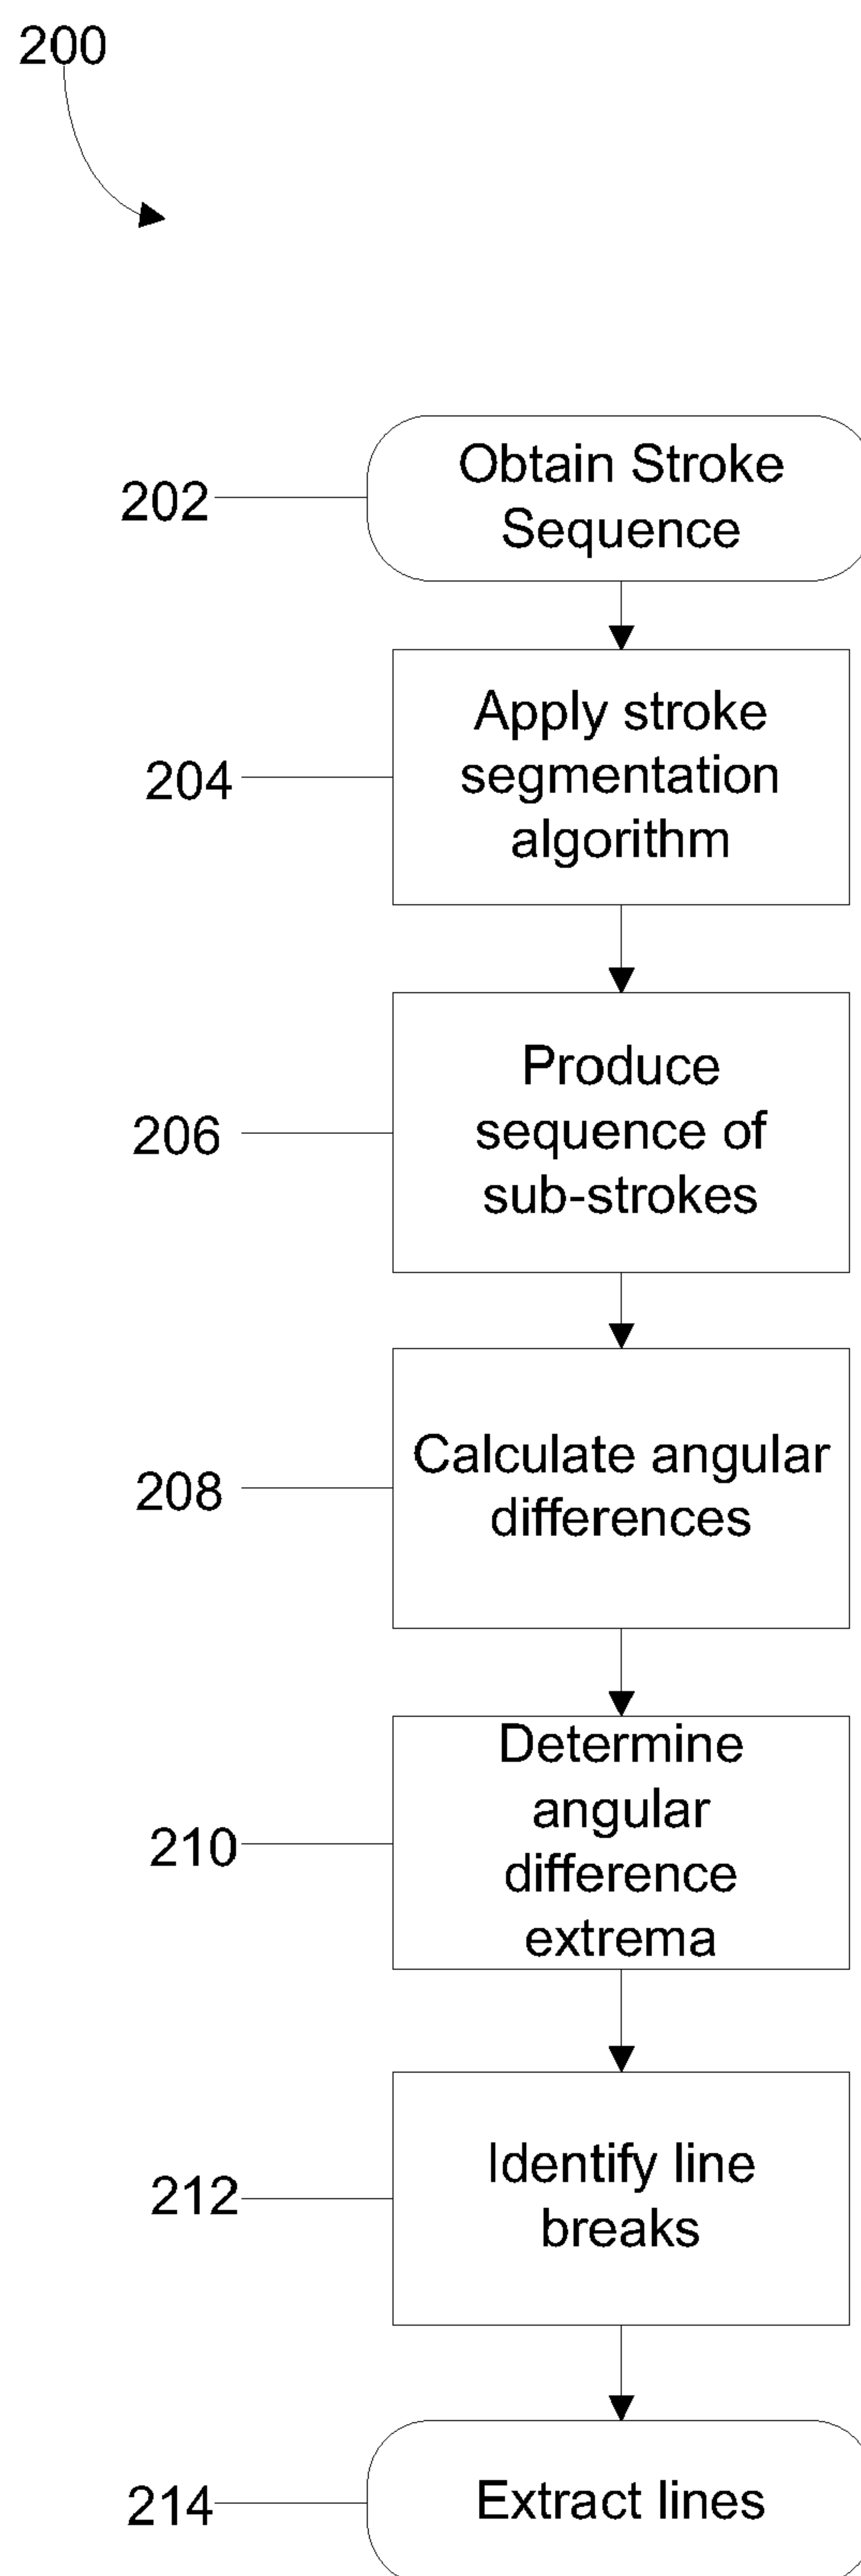 200
202
Obtain Stroke
Sequence
204
Apply stroke
segmentation
algorithm
206
Produce
sequence of
sub-strokes
208
Calculate angular
differences
210
Determine
angular
difference
extrema
212
Identify line
breaks
214
Extract lines